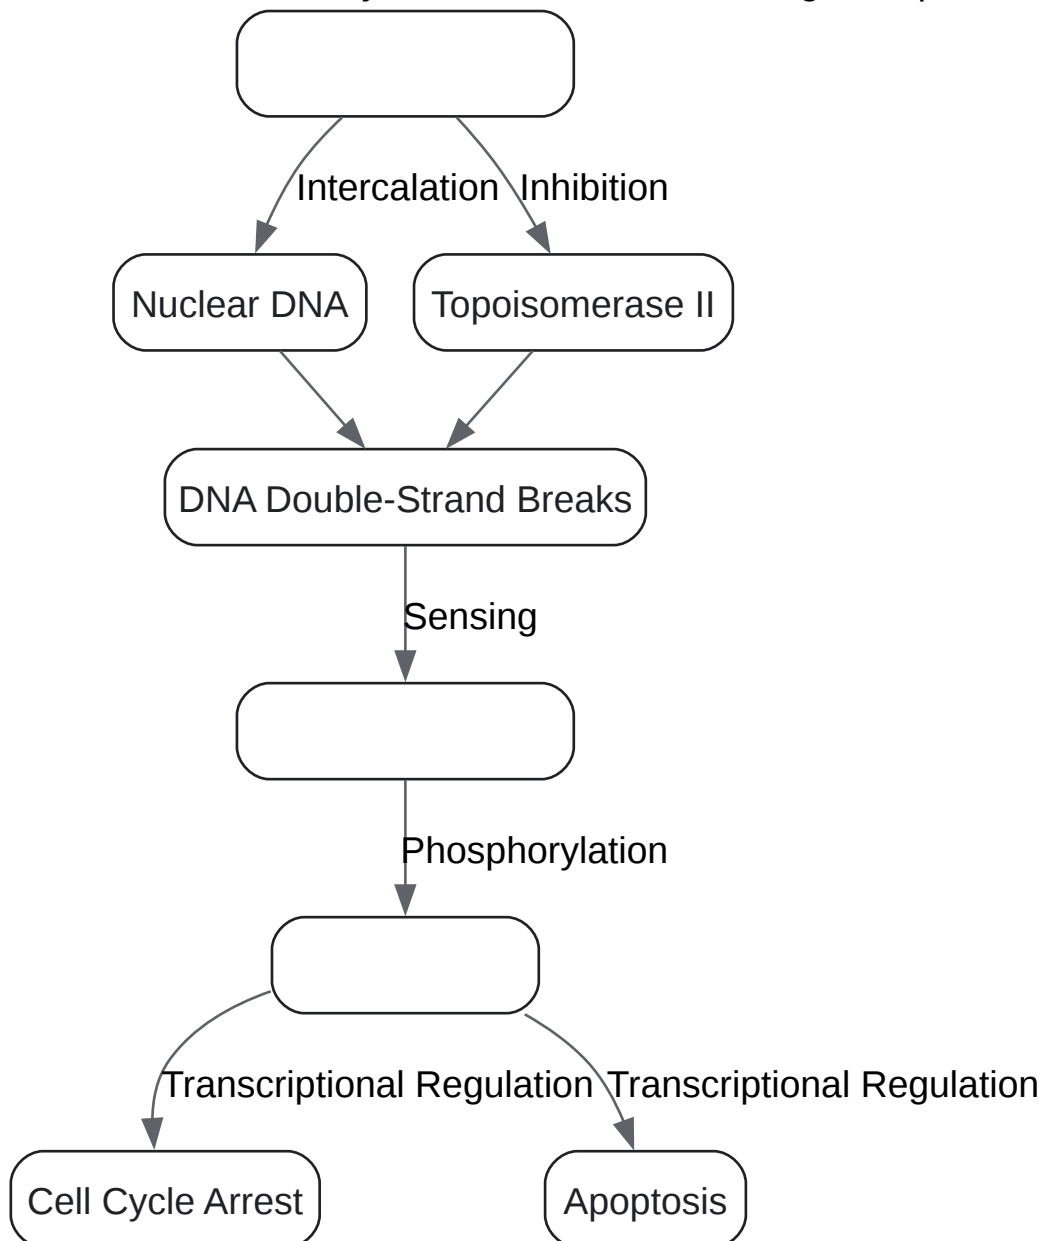 Intercalation Inhibition
Nuclear DNA
Topoisomerase II
DNA Double-Strand Breaks
Sensing
Phosphorylation
Transcriptional Regulation Transcriptional Regulation
Cell Cycle Arrest
Apoptosis